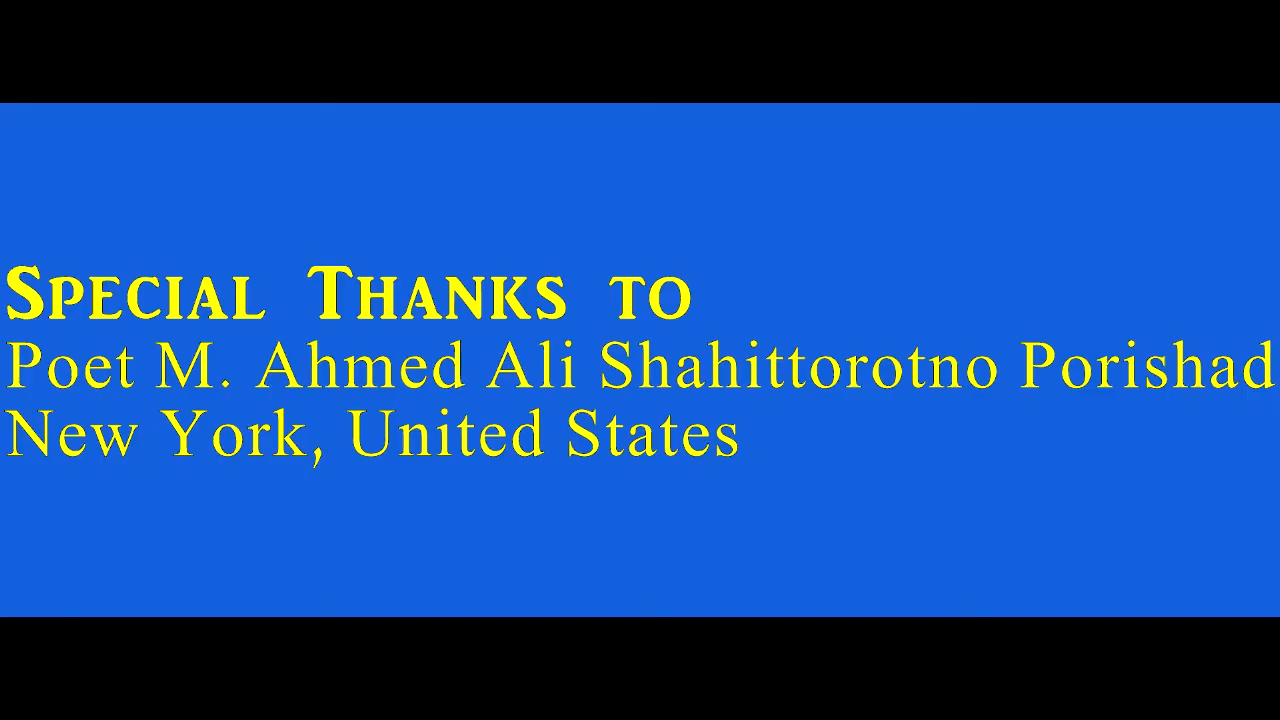 Special Thanks to
Poet M. Ahmed Ali Shahittorotno Porishad
New York, United States